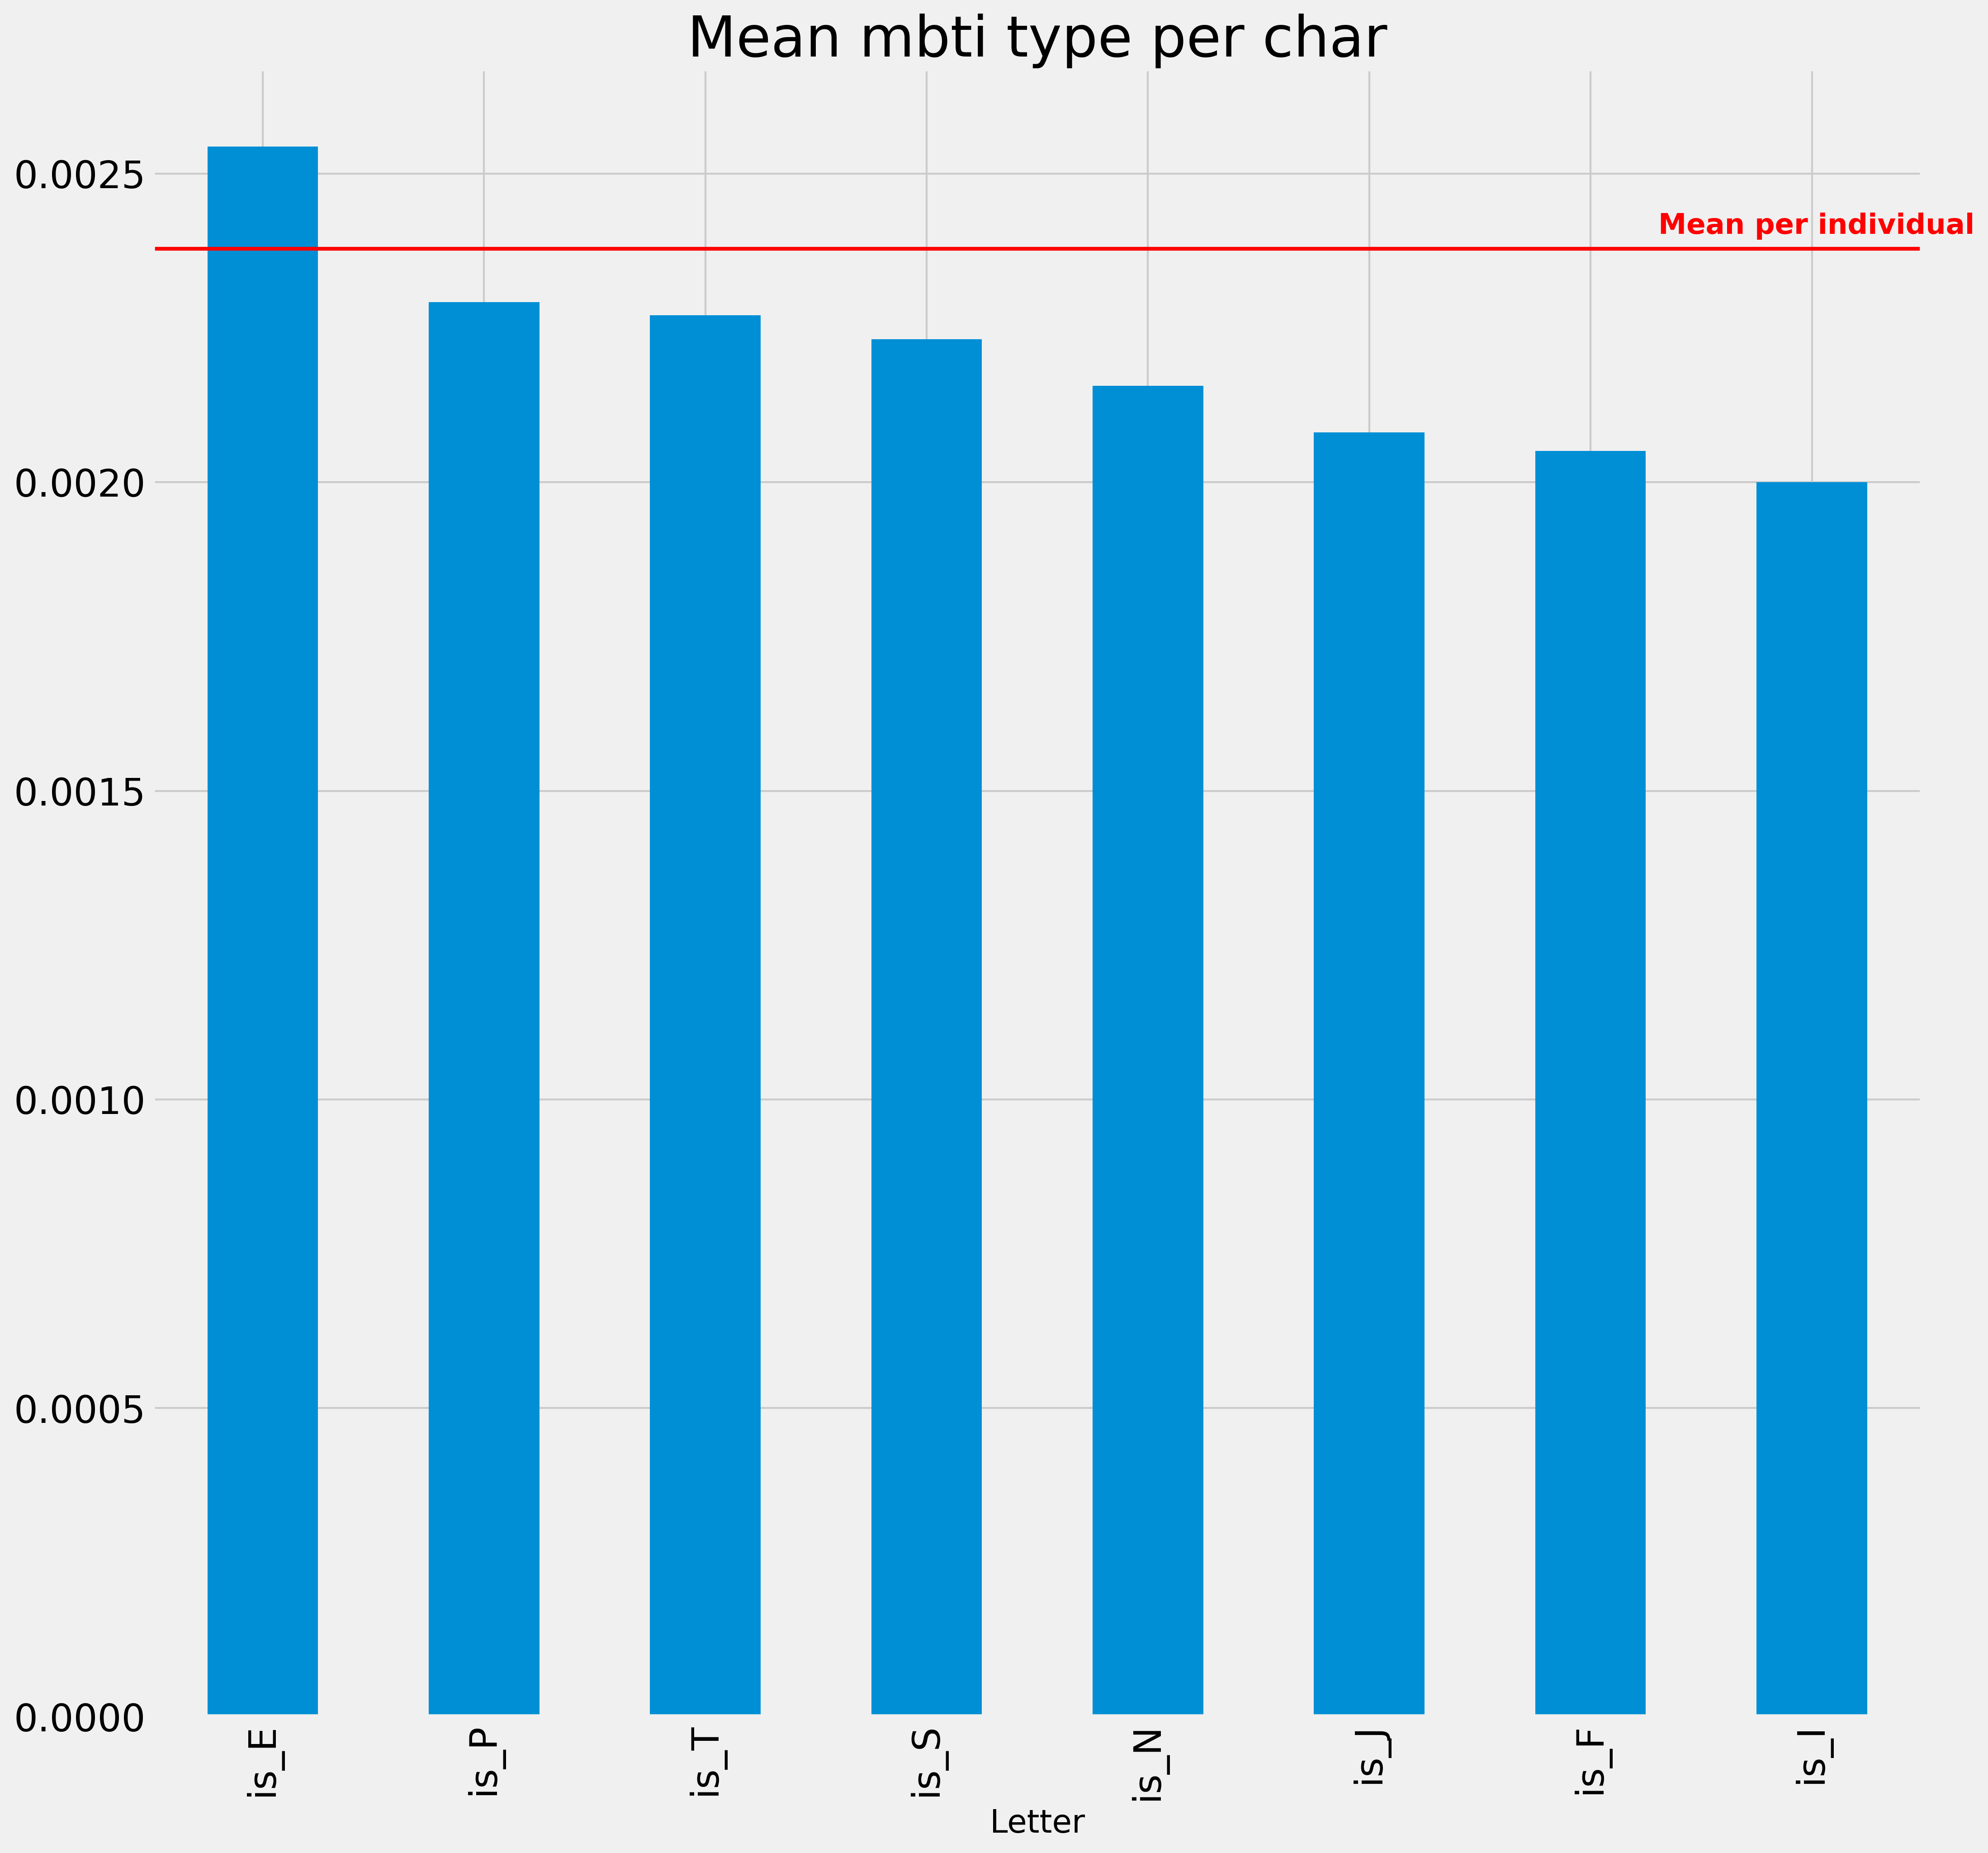 Mean mbti type per char
0.0025
Mean per individual
0.0020
0.0015
0.0010
0.0005
0.0000
is_E
is_P
is_T
is_S
is_N
is_J
is_F
is_I
Letter